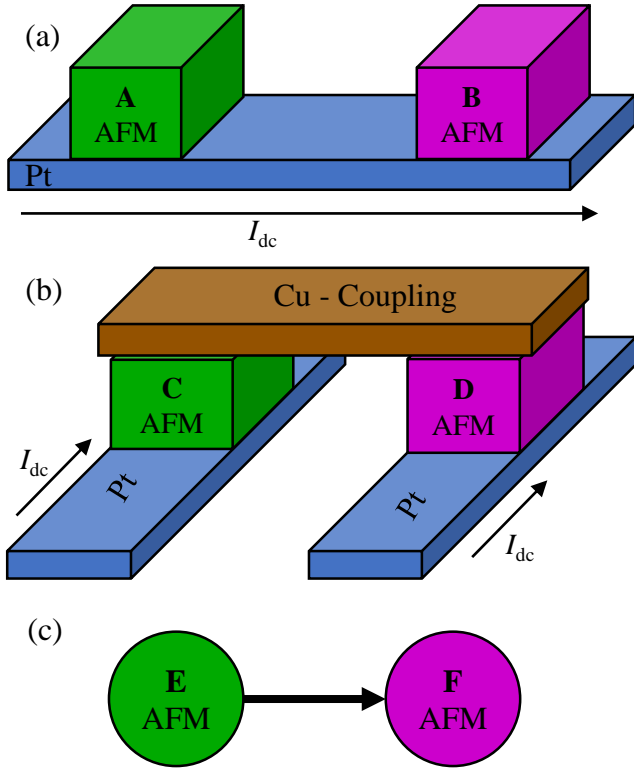 (a)
A
AFM
B
AFM
Pt
Idc
(b)
Cu - Coupling
C
AFM
D
AFM
Idc
Pt
Pt
Idc
(c)
E
AFM
F
AFM